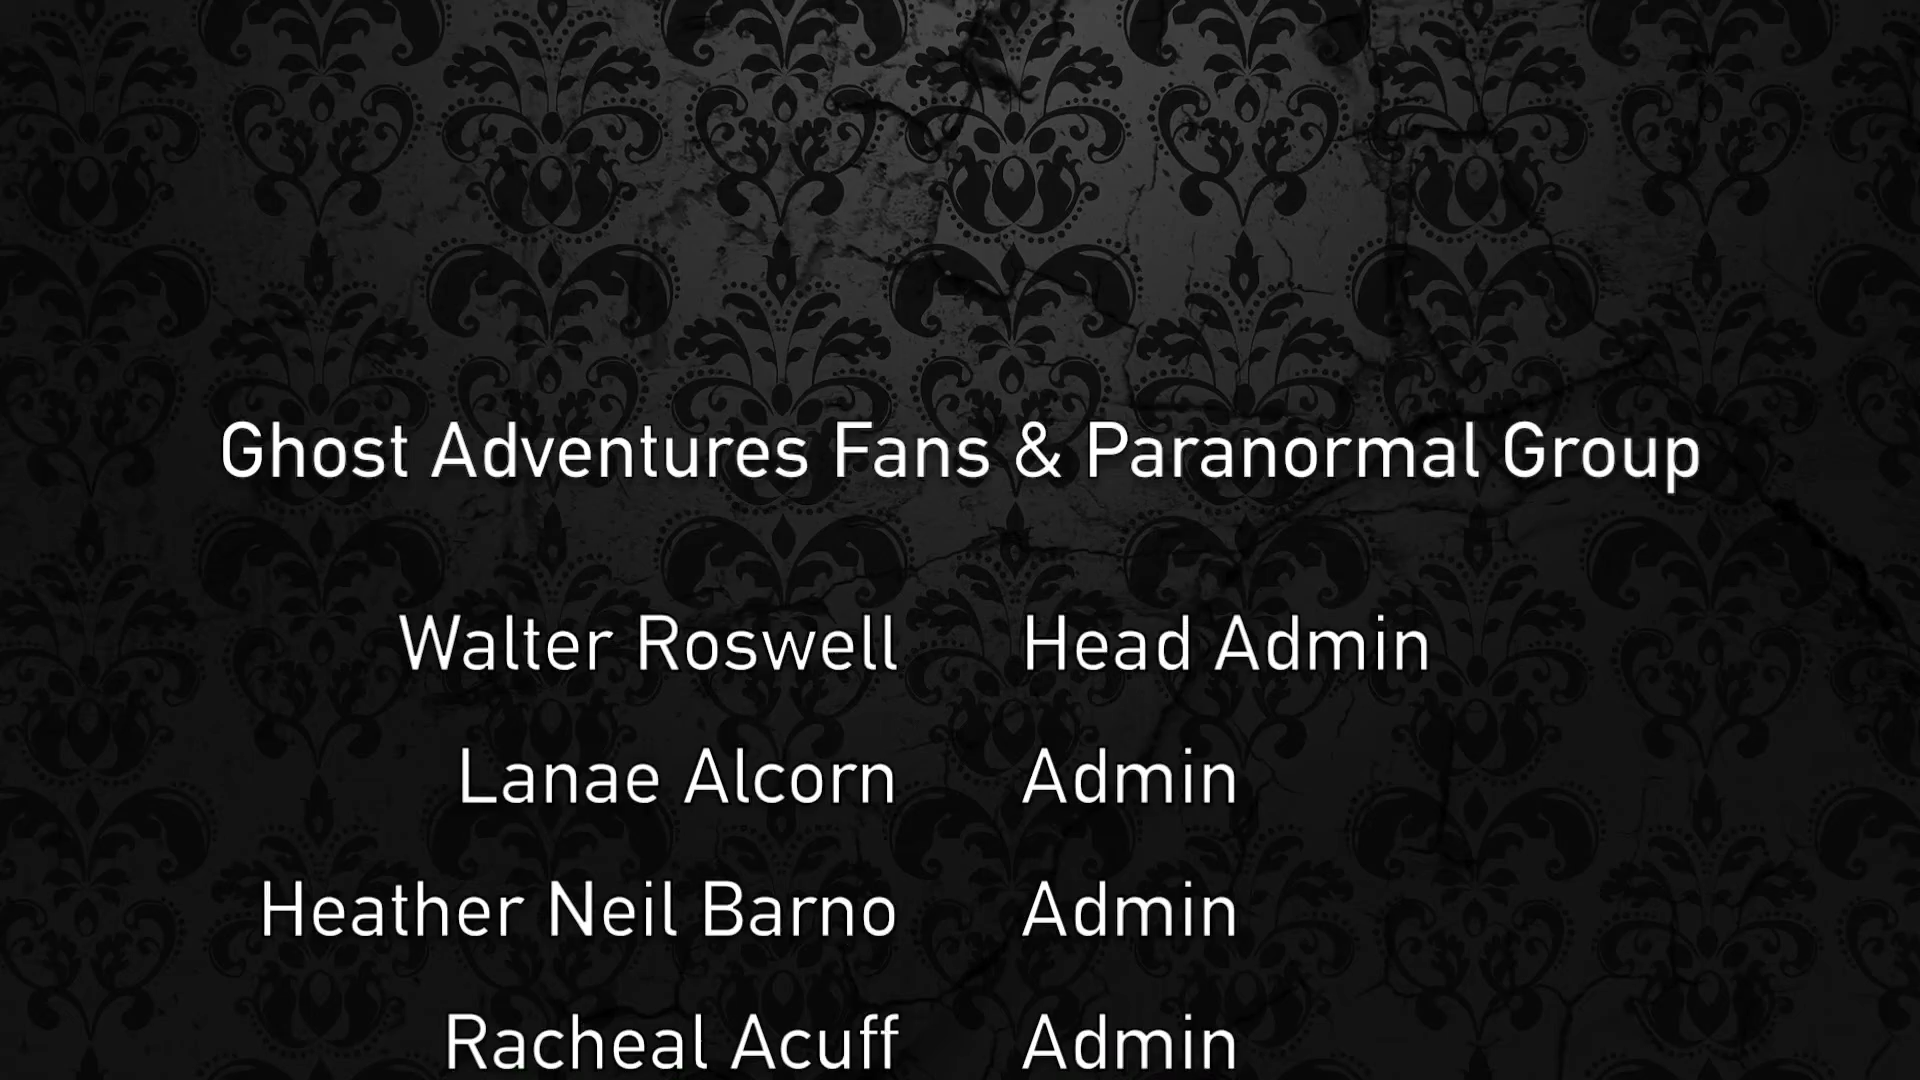 Ghost Adventures Fans & Paranormal Group
Walter Roswell Head Admin
Lanae Alcorn Admin
Heather Neil Barno Admin
Racheal Acuff Admin